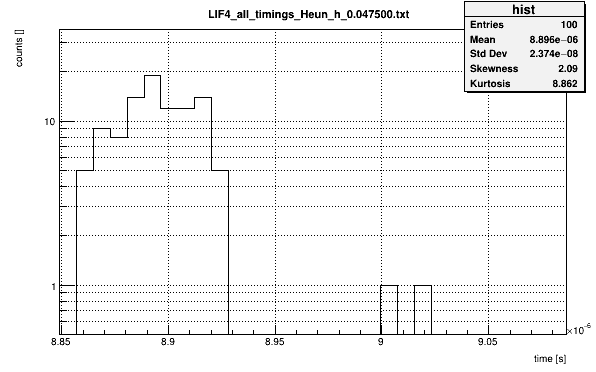 LIF4_all_timings_Heun_h_0.047500.txt
hist
Entries 100
Mean 8.896e−06
Std Dev 2.374e−08
Skewness 2.09
Kurtosis 8.862
counts []
10
1
8.85 8.9 8.95 9 9.05
×10⁻⁶
time [s]